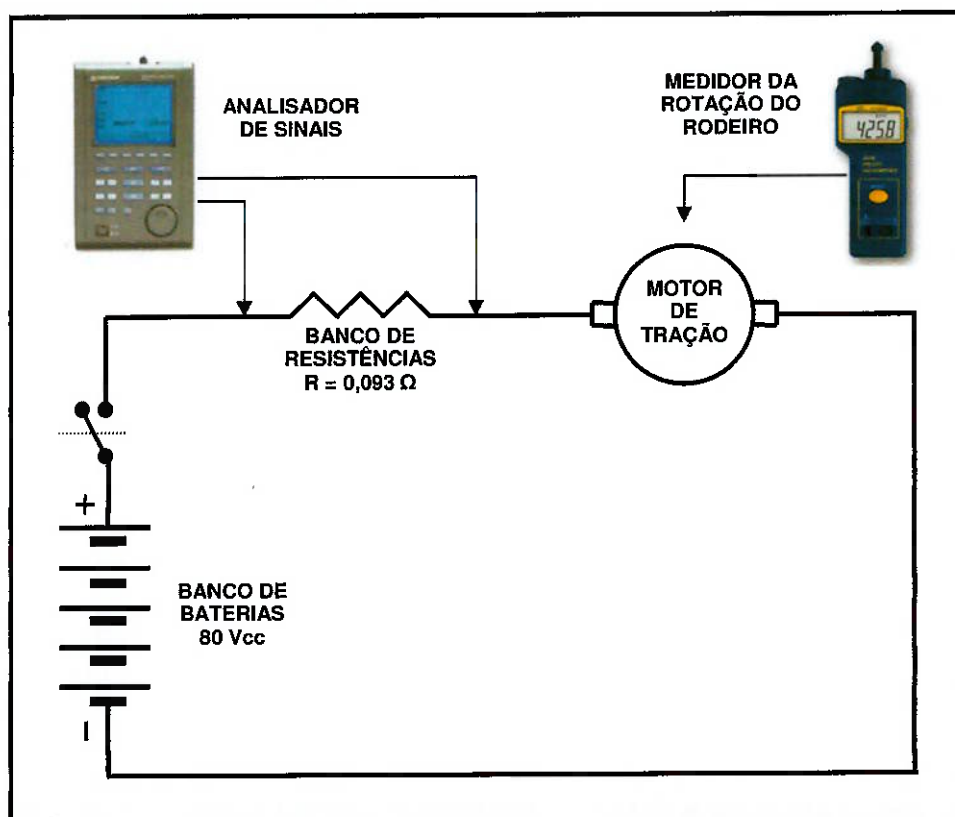 ANALISADOR
DE SINAIS
MEDIDOR DA
ROTAÇÃO DO
RODEIRO
4258
MOTOR
DE
TRAÇÃO
BANCO DE
RESISTÊNCIAS
R = 0,093 Ω
+
BANCO DE
BATERIAS
80 Vcc
–